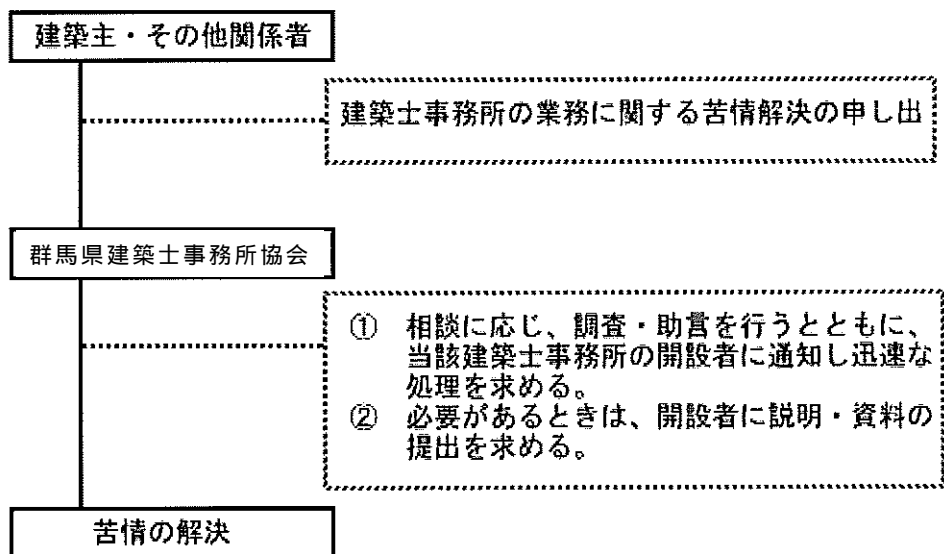 建築主・その他関係者
建築士事務所の業務に関する苦情解決の申し出
群馬県建築士事務所協会
① 相談に応じ、調査・助言を行うとともに、
当該建築士事務所の開設者に通知し迅速な
処理を求める。
② 必要があるときは、開設者に説明・資料の
提出を求める。
苦情の解決